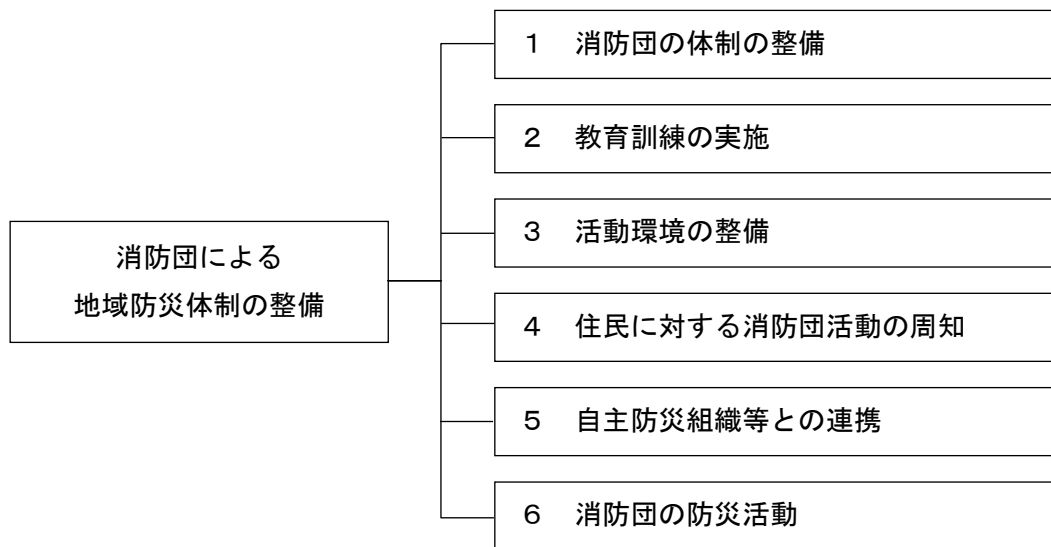 消防団による
地域防災体制の整備
１　消防団の体制の整備
２　教育訓練の実施
３　活動環境の整備
４　住民に対する消防団活動の周知
５　自主防災組織等との連携
６　消防団の防災活動